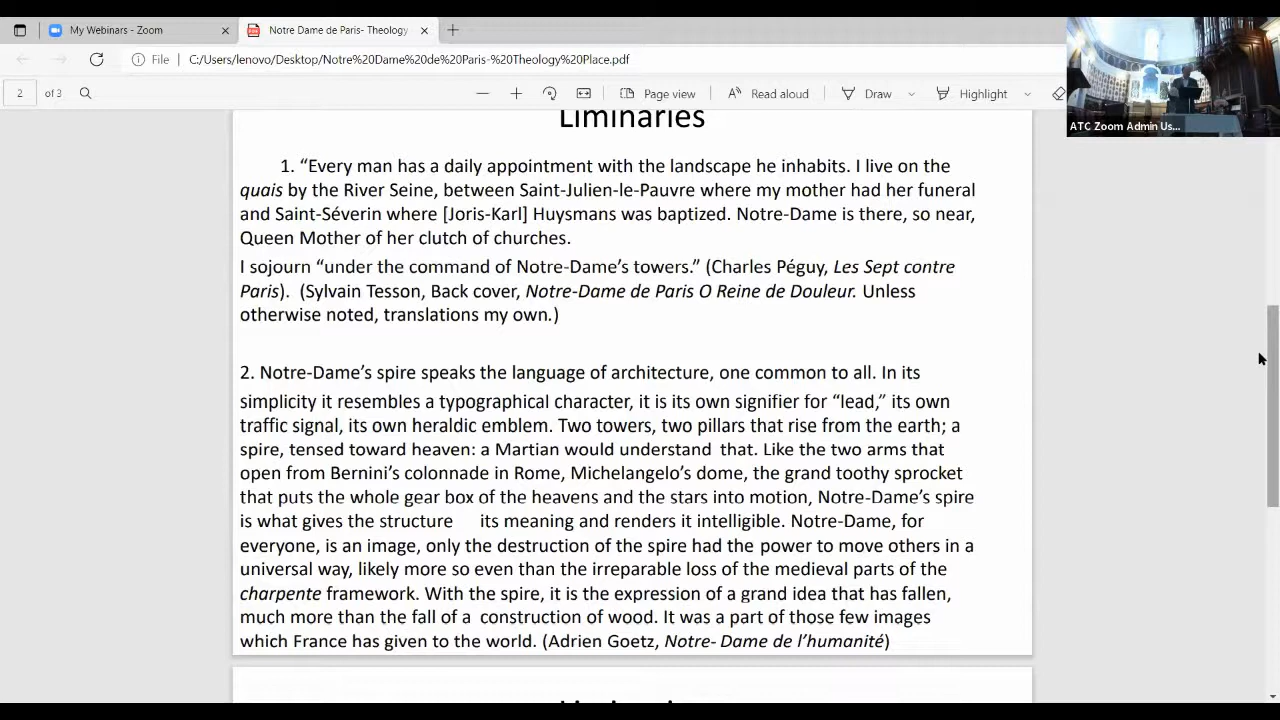 My Webinars- Zoom
Notre Dame de Paris- Theology
File C:/Users/lenovo/Desktop/Notre%20Dame%20de%20Paris-%20Theology%20Place.pdf
2 of 3 Page view Read aloud Draw Highlight
ATC Zoom Admin Us...
Liminaries
1. “Every man has a daily appointment with the landscape he inhabits. I live on the
quais by the River Seine, between Saint-Julien-le-Pauvre where my mother had her funeral
and Saint-Séverin where [Joris-Karl] Huysmans was baptized. Notre-Dame is there, so near,
Queen Mother of her clutch of churches.
I sojourn “under the command of Notre-Dame’s towers.” (Charles Péguy, Les Sept contre
Paris). (Sylvain Tesson, Back cover, Notre-Dame de Paris O Reine de Douleur. Unless
otherwise noted, translations my own.)
2. Notre-Dame’s spire speaks the language of architecture, one common to all. In its
simplicity it resembles a typographical character, it is its own signifier for “lead,” its own
traffic signal, its own heraldic emblem. Two towers, two pillars that rise from the earth; a
spire, tensed toward heaven: a Martian would understand that. Like the two arms that
open from Bernini’s colonnade in Rome, Michelangelo’s dome, the grand toothy sprocket
that puts the whole gear box of the heavens and the stars into motion, Notre-Dame’s spire
is what gives the structure its meaning and renders it intelligible. Notre-Dame, for
everyone, is an image, only the destruction of the spire had the power to move others in a
universal way, likely more so even than the irreparable loss of the medieval parts of the
charpente framework. With the spire, it is the expression of a grand idea that has fallen,
much more than the fall of a construction of wood. It was a part of those few images
which France has given to the world. (Adrien Goetz, Notre- Dame de l’humanité)